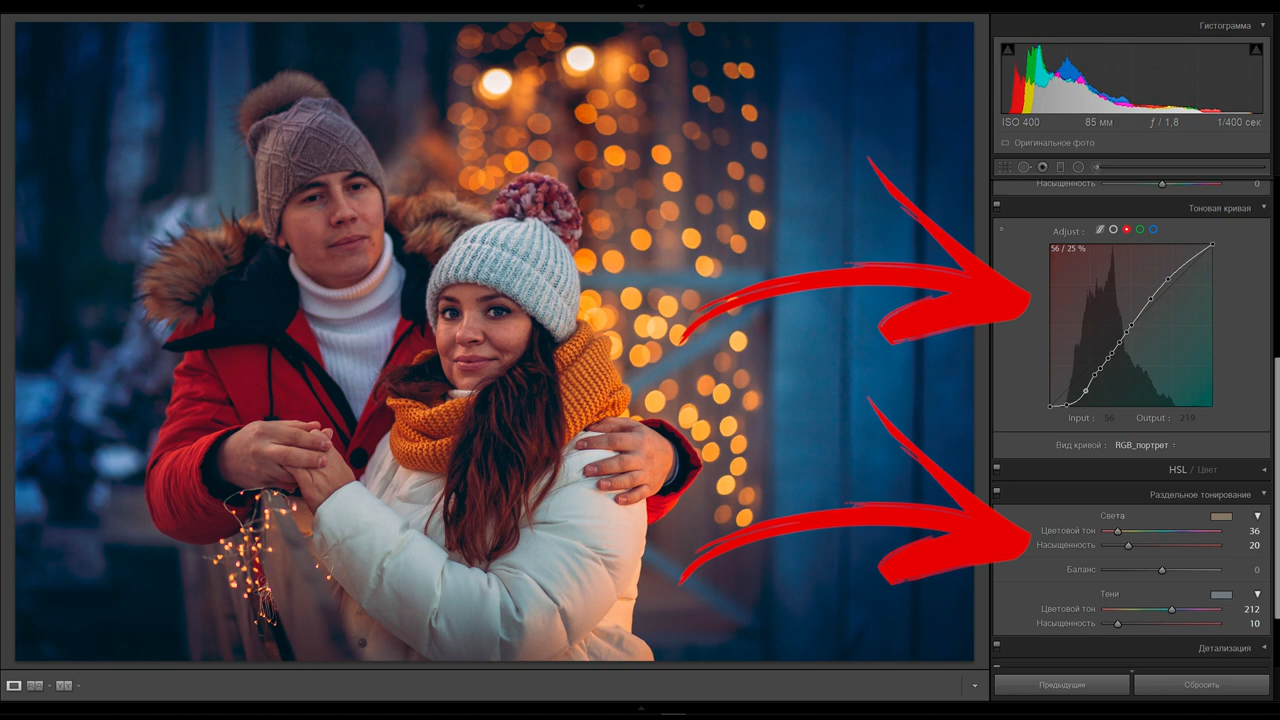 Гистограмма
ISO 400 85 мм ƒ / 1,8 1/400 сек
Оригинальное фото
Насыщенность 0
Тоновая кривая
Adjust :
56 / 25 %
Input : 56 Output : 219
Вид кривой : RGB_портрет
HSL / Цвет
Раздельное тонирование
Света
Цветовой тон 36
Насыщенность 20
Баланс 0
Тени
Цветовой тон 212
Насыщенность 10
Детализация
Предыдущие Сбросить